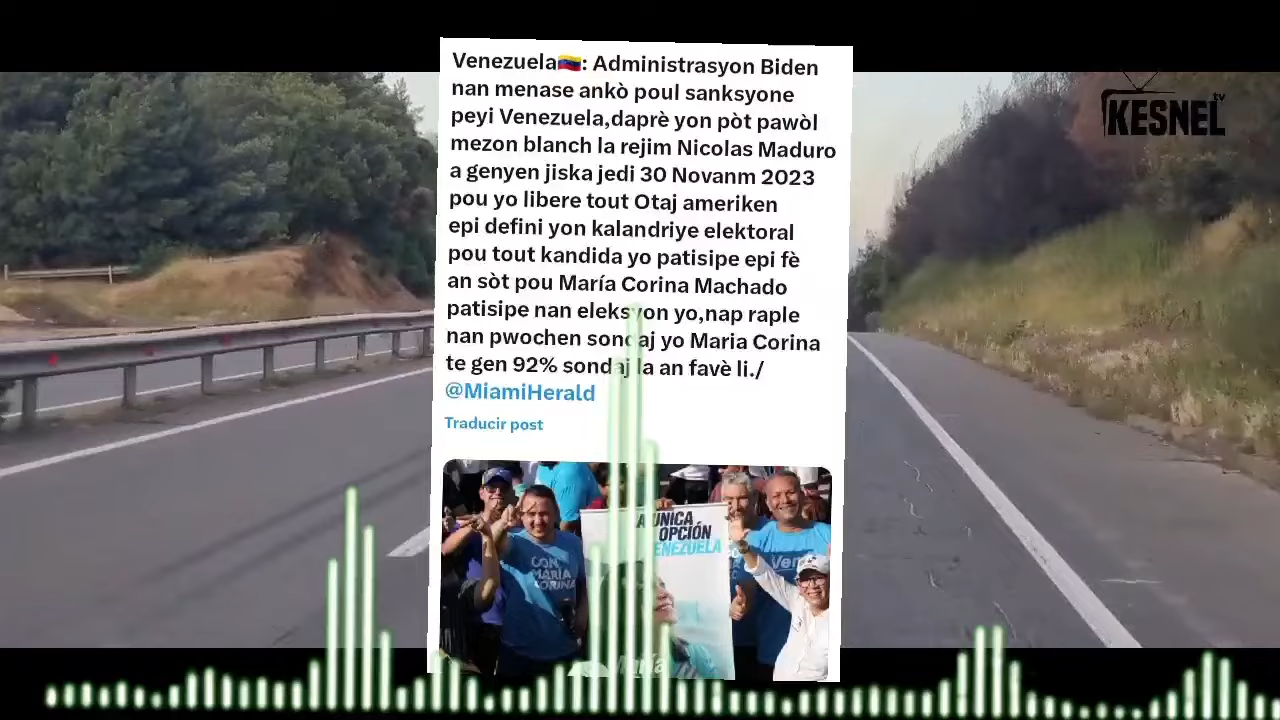 Venezuela🇻🇪: Administrasyon Biden
nan menase ankò poul sanksyone
peyi Venezuela,daprè yon pòt pawòl
mezon blanch la rejim Nicolas Maduro
a genyen jiska jedi 30 Novanm 2023
pou yo libere tout Otaj ameriken
epi defini yon kalandriye elektoral
pou tout kandida yo patisipe epi fè
an sòt pou María Corina Machado
patisipe nan eleksyon yo,nap raple
nan pwochen sondaj yo Maria Corina
te gen 92% sondaj la an favè li./
@MiamiHerald
Traducir post
KESNEL tv
UNICA
OPCIÓN
VENEZUELA
CON
MARÍA
CORINA
María